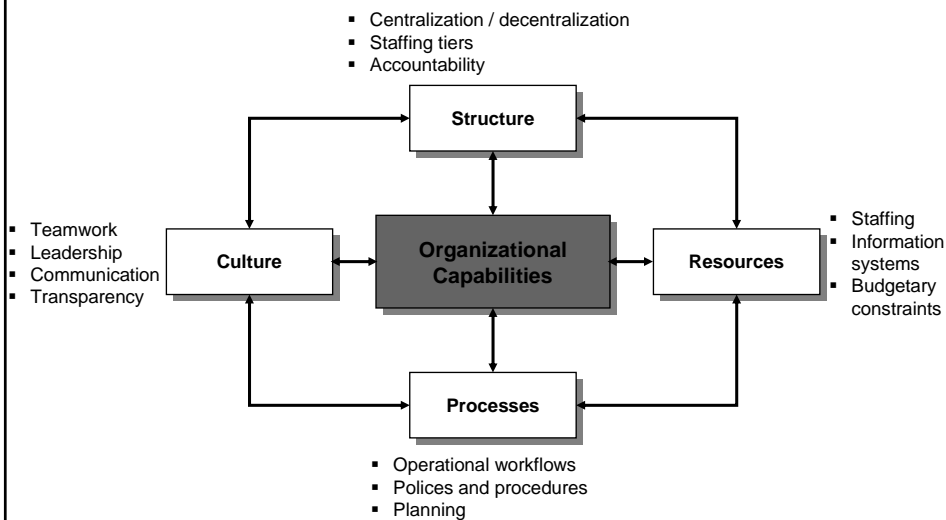 ▪ Centralization / decentralization
▪ Staffing tiers
▪ Accountability
Structure
▪ Teamwork
▪ Leadership
▪ Communication
▪ Transparency
Culture
Organizational
Capabilities
Resources
▪ Staffing
▪ Information
systems
▪ Budgetary
constraints
Processes
▪ Operational workflows
▪ Polices and procedures
▪ Planning